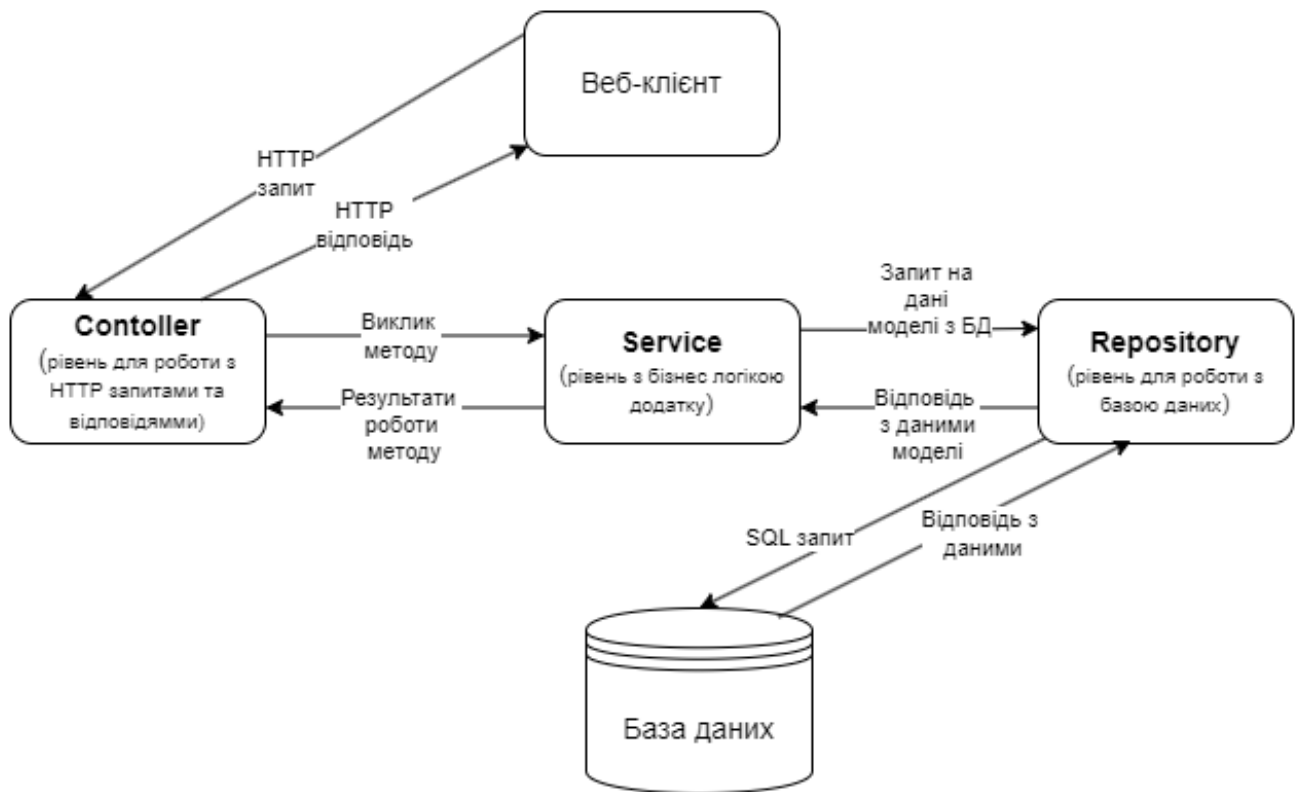 Веб-клієнт
HTTP
запит
HTTP
відповідь
Contoller
(рівень для роботи з
HTTP запитами та
відповідямми)
Виклик
методу
Результати
роботи
методу
Service
(рівень з бізнес логікою
додатку)
Запит на
дані
моделі з БД
Відповідь
з даними
моделі
Repository
(рівень для роботи з
базою даних)
SQL запит
Відповідь з
даними
База даних